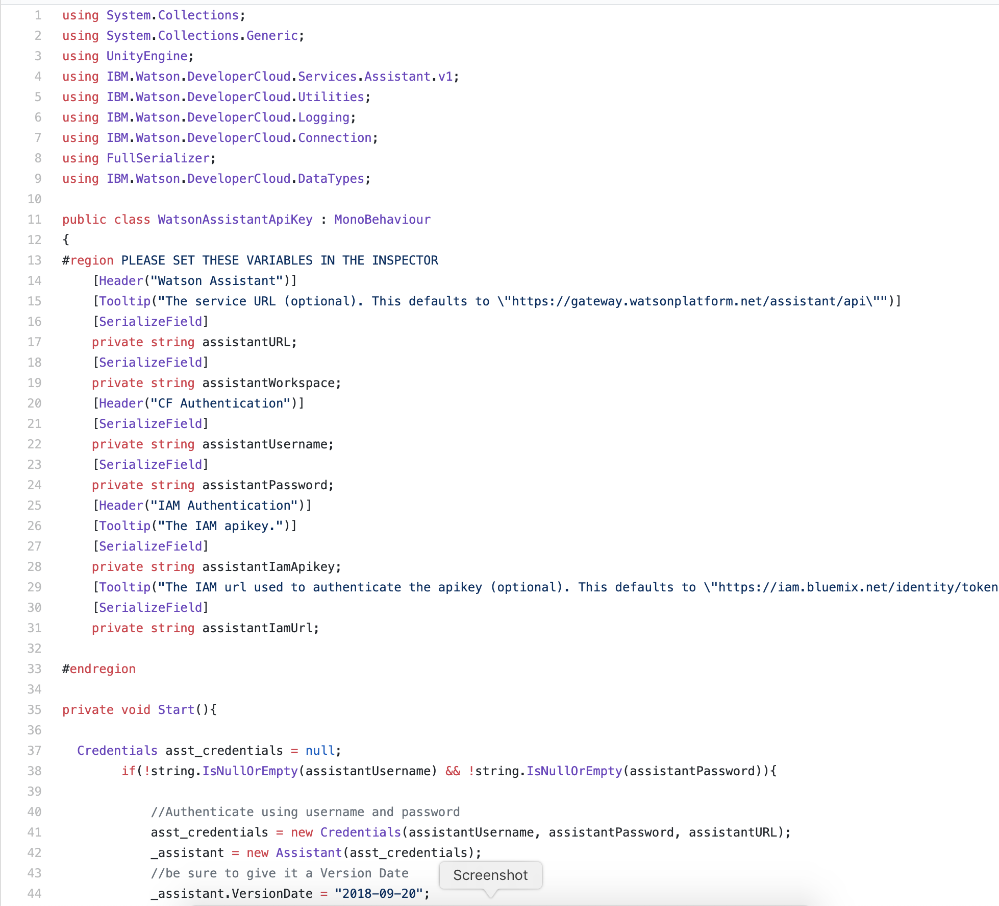 1 using System.Collections;
2 using System.Collections.Generic;
3 using UnityEngine;
4 using IBM.Watson.DeveloperCloud.Services.Assistant.v1;
5 using IBM.Watson.DeveloperCloud.Utilities;
6 using IBM.Watson.DeveloperCloud.Logging;
7 using IBM.Watson.DeveloperCloud.Connection;
8 using FullSerializer;
9 using IBM.Watson.DeveloperCloud.DataTypes;
10
11 public class WatsonAssistantApiKey : MonoBehaviour
12 {
13 #region PLEASE SET THESE VARIABLES IN THE INSPECTOR
14     [Header("Watson Assistant")]
15     [Tooltip("The service URL (optional). This defaults to \"https://gateway.watsonplatform.net/assistant/api\"")]
16     [SerializeField]
17     private string assistantURL;
18     [SerializeField]
19     private string assistantWorkspace;
20     [Header("CF Authentication")]
21     [SerializeField]
22     private string assistantUsername;
23     [SerializeField]
24     private string assistantPassword;
25     [Header("IAM Authentication")]
26     [Tooltip("The IAM apikey.")]
27     [SerializeField]
28     private string assistantIamApikey;
29     [Tooltip("The IAM url used to authenticate the apikey (optional). This defaults to \"https://iam.bluemix.net/identity/token
30     [SerializeField]
31     private string assistantIamUrl;
32
33 #endregion
34
35 private void Start(){
36
37   Credentials asst_credentials = null;
38         if(!string.IsNullOrEmpty(assistantUsername) && !string.IsNullOrEmpty(assistantPassword)){
39
40             //Authenticate using username and password
41             asst_credentials = new Credentials(assistantUsername, assistantPassword, assistantURL);
42             _assistant = new Assistant(asst_credentials);
43             //be sure to give it a Version Date
Screenshot
44             _assistant.VersionDate = "2018-09-20";